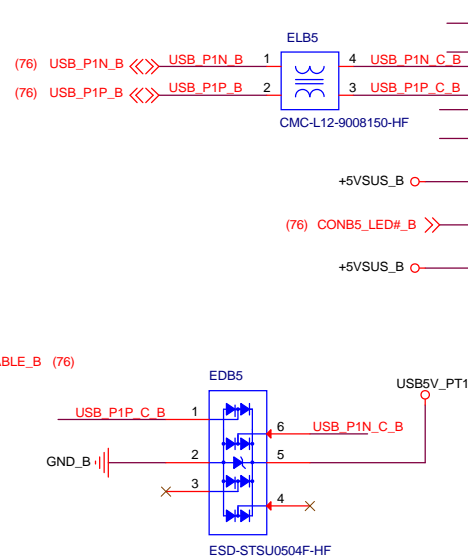 ELB5
(76) USB_P1N_B USB_P1N_B 1 4 USB_P1N_C_B
(76) USB_P1P_B USB_P1P_B 2 3 USB_P1P_C_B
CMC-L12-9008150-HF
+5VSUS_B
(76) CONB5_LED#_B
+5VSUS_B
ABLE_B (76)
EDB5
USB5V_PT1
USB_P1P_C_B 1
6 USB_P1N_C_B
GND_B 2 5
3
4
ESD-STSU0504F-HF